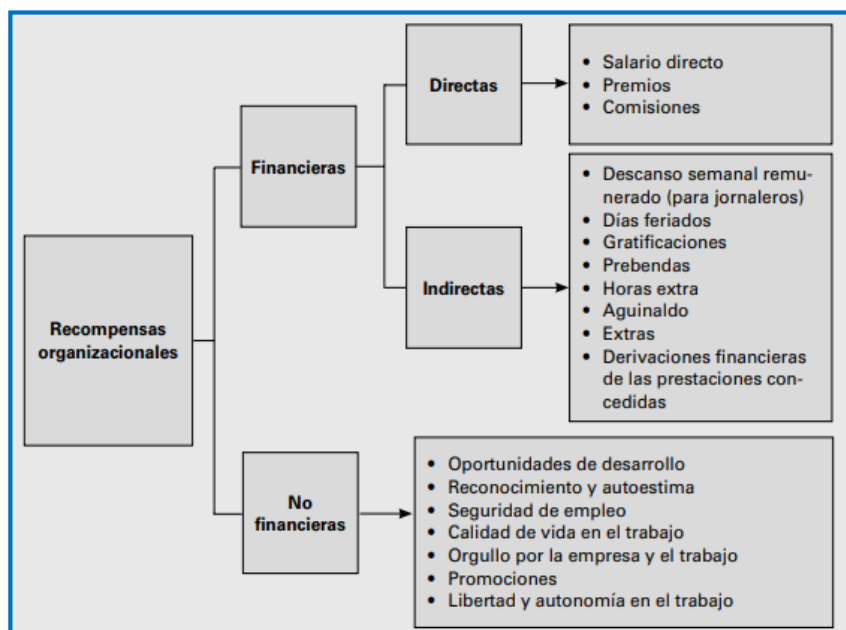 Recompensas
organizacionales
Financieras
Directas
• Salario directo
• Premios
• Comisiones
Indirectas
• Descanso semanal remu-
nerado (para jornaleros)
• Días feriados
• Gratificaciones
• Prebendas
• Horas extra
• Aguinaldo
• Extras
• Derivaciones financieras
de las prestaciones con-
cedidas
No
financieras
• Oportunidades de desarrollo
• Reconocimiento y autoestima
• Seguridad de empleo
• Calidad de vida en el trabajo
• Orgullo por la empresa y el trabajo
• Promociones
• Libertad y autonomía en el trabajo